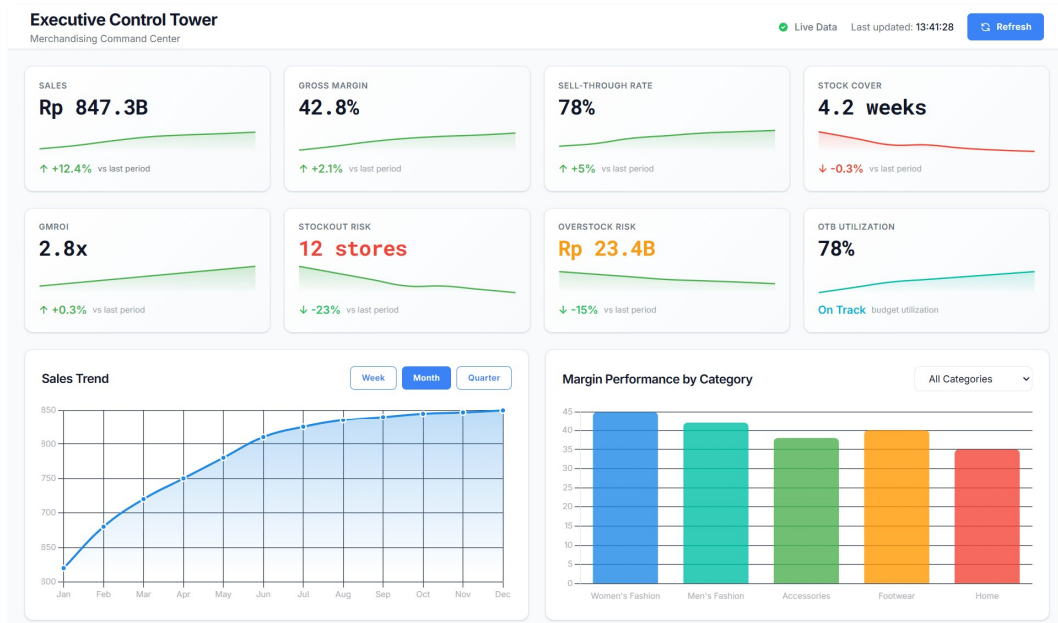 Executive Control Tower
Merchandising Command Center
Live Data
Last updated: 13:41:28
Refresh
SALES
Rp 847.3B
↑ +12.4% vs last period
GROSS MARGIN
42.8%
↑ +2.1% vs last period
SELL-THROUGH RATE
78%
↑ +5% vs last period
STOCK COVER
4.2 weeks
↓ -0.3% vs last period
GMROI
2.8x
↑ +0.3% vs last period
STOCKOUT RISK
12 stores
↓ -23% vs last period
OVERSTOCK RISK
Rp 23.4B
↓ -15% vs last period
OTB UTILIZATION
78%
On Track budget utilization
Sales Trend
Week Month Quarter
850
800
750
700
650
600
Jan Feb Mar Apr May Jun Jul Aug Sep Oct Nov Dec
Margin Performance by Category
All Categories
45
40
35
30
25
20
15
10
5
0
Women's Fashion Men's Fashion Accessories Footwear Home